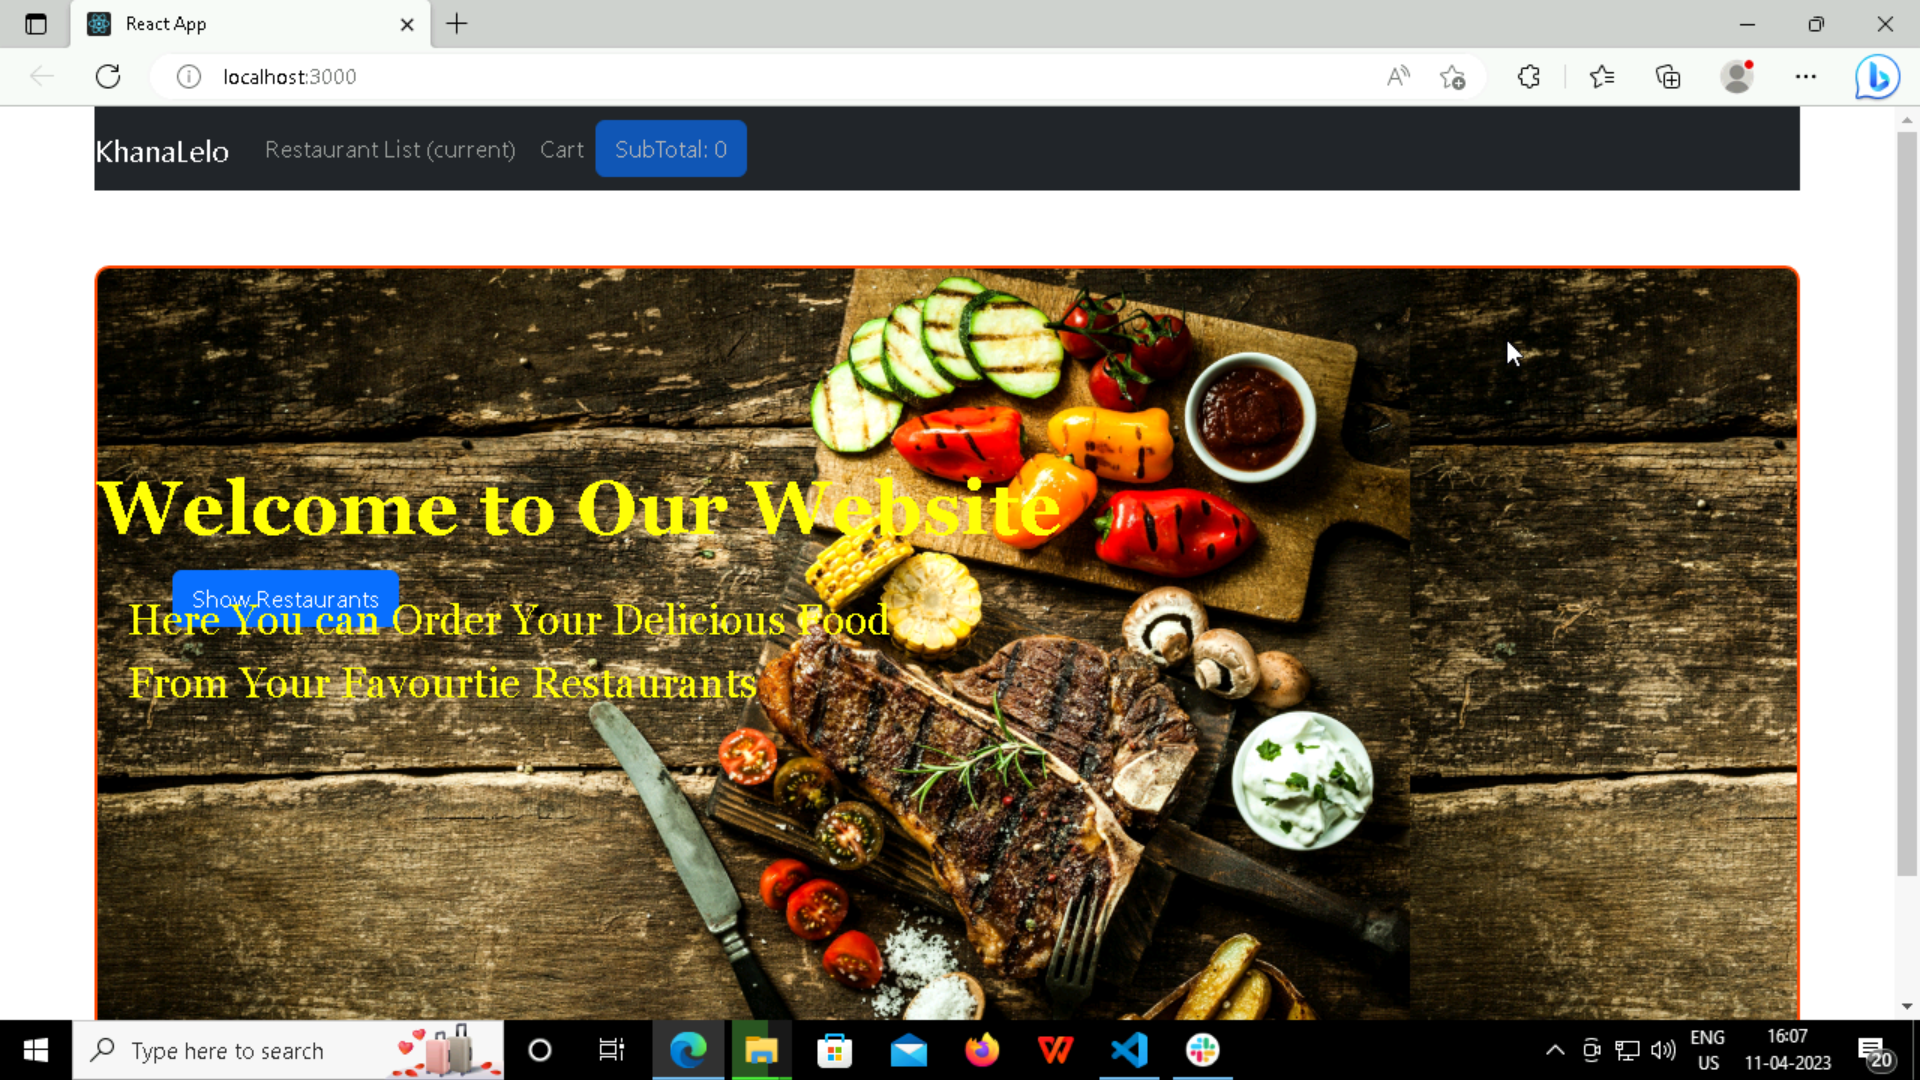 React App
localhost:3000
KhanaLelo
Restaurant List (current)
Cart
SubTotal: 0
Welcome to Our Website
Show Restaurants
Here You can Order Your Delicious Food
From Your Favourtie Restaurants
Type here to search
ENG
US
16:07
11-04-2023
20